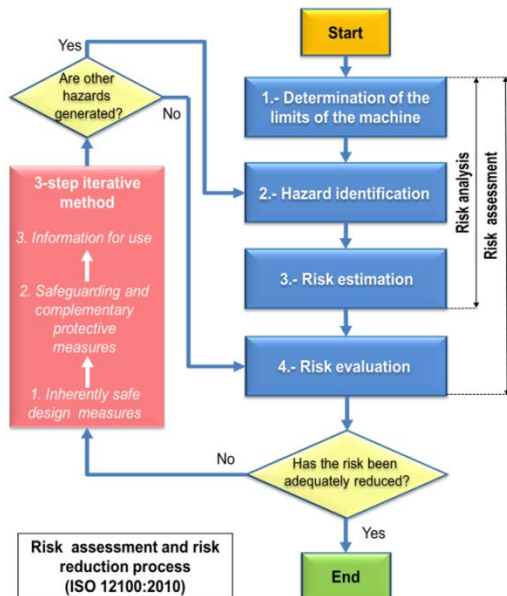 Start
Yes
Are other
hazards
generated?
No
1.- Determination of the
limits of the machine
2.- Hazard identification
3.- Risk estimation
4.- Risk evaluation
Risk analysis
Risk assessment
3-step iterative
method
3. Information for use
2. Safeguarding and
complementary
protective
measures
1. Inherently safe
design measures
No
Has the risk been
adequately reduced?
Yes
End
Risk assessment and risk
reduction process
(ISO 12100:2010)